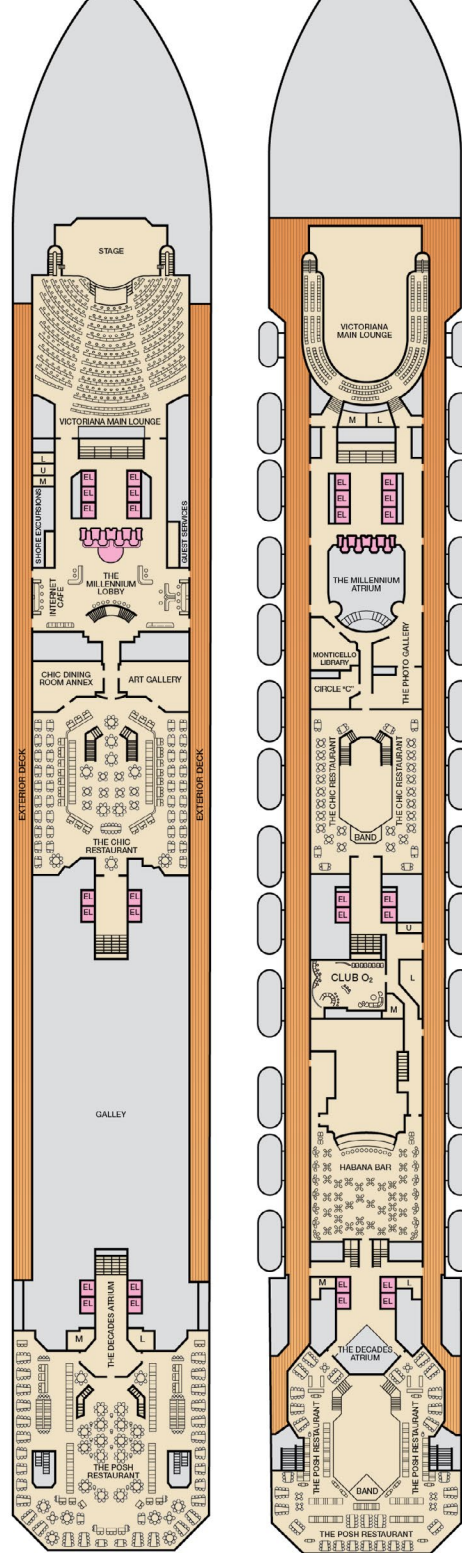 STAGE
VICTORIANA MAIN LOUNGE
L
U
M
EL
EL
EL
EL
EL
EL
SHORE EXCURSIONS
GUEST SERVICES
THE
MILLENNIUM
LOBBY
INTERNET
CAFE
CHIC DINING
ROOM ANNEX
ART GALLERY
EXTERIOR DECK
EXTERIOR DECK
THE CHIC
RESTAURANT
EL
EL
EL
EL
GALLEY
EL
EL
EL
EL
THE DECADES ATRIUM
M
L
THE POSH
RESTAURANT
VICTORIANA
MAIN LOUNGE
M
L
EL
EL
EL
EL
EL
EL
THE MILLENNIUM
ATRIUM
MONTICELLO
LIBRARY
CIRCLE "C"
THE PHOTO GALLERY
THE CHIC RESTAURANT
THE CHIC RESTAURANT
BAND
EL
EL
EL
EL
U
CLUB O₂
L
M
HABANA BAR
M
EL
EL
EL
EL
L
THE DECADES
ATRIUM
THE POSH RESTAURANT
THE POSH RESTAURANT
BAND
THE POSH RESTAURANT